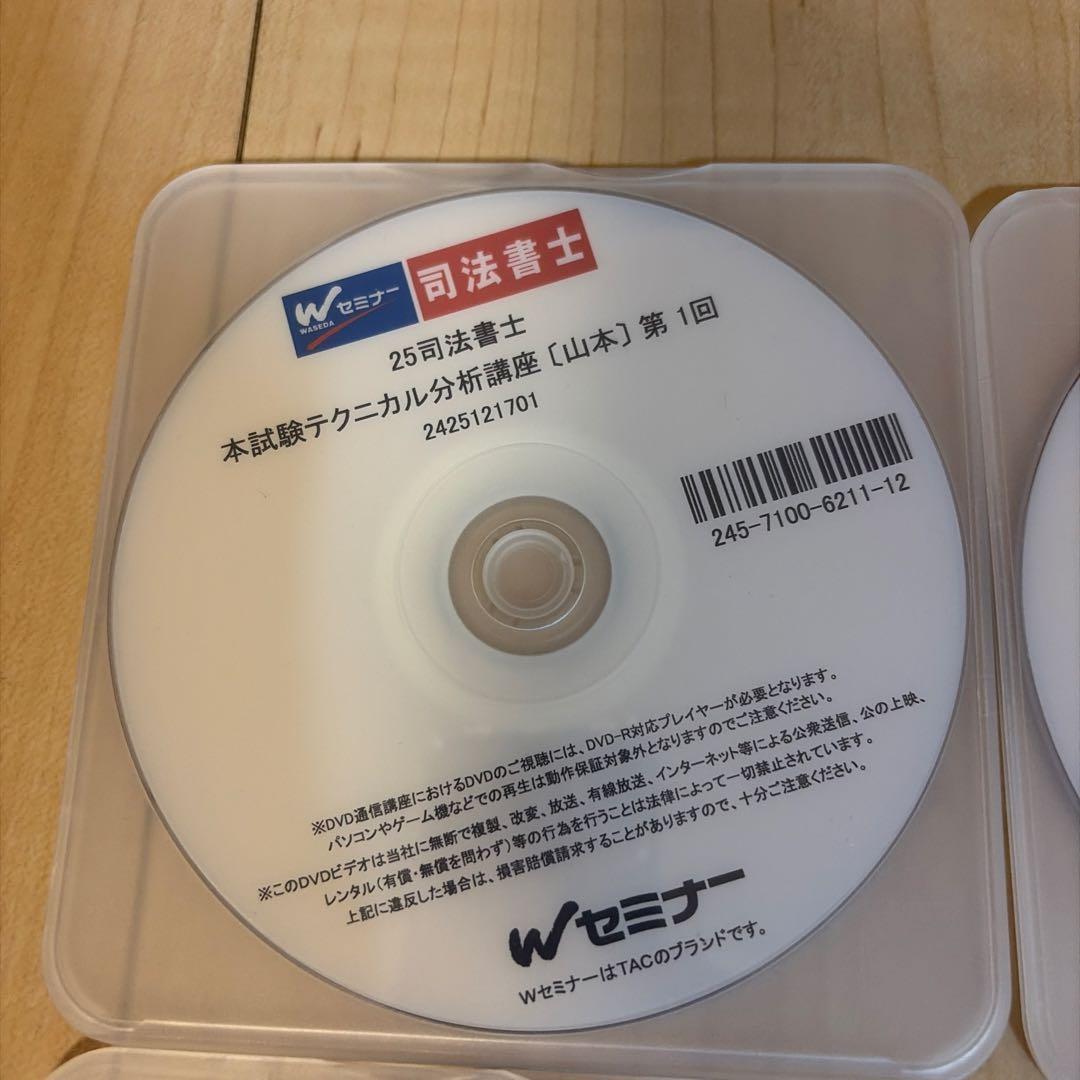 Wセミナー
WASEDA
司法書士
25司法書士
本試験テクニカル分析講座〔山本〕第 1回
2425121701
245-7100-6211-12
※DVD通信講座におけるDVDのご視聴には、DVD-R対応プレイヤーが必要となります。
パソコンやゲーム機などでの再生は動作保証対象外となりますのでご注意ください。
※このDVDビデオは当社に無断で複製、改変、放送、有線放送、インターネット等による公衆送信、公の上映、
レンタル(有償・無償を問わず)等の行為を行うことは法律によって一切禁止されています。
上記に違反した場合は、損害賠償請求することがありますので、十分ご注意ください。
Wセミナー
WセミナーはTACのブランドです。